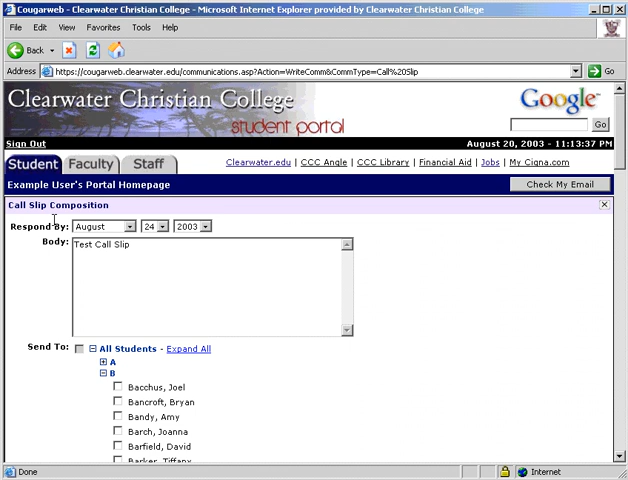 Cougarweb - Clearwater Christian College - Microsoft Internet Explorer provided by Clearwater Christian College
File Edit View Favorites Tools Help
Back
Address https://cougarweb.clearwater.edu/communications.asp?Action=WriteComm&CommType=Call%20Slip Go
Clearwater Christian College
student portal
Google
Go
Sign Out August 20, 2003 - 11:13:37 PM
Student Faculty Staff Clearwater.edu | CCC Angle | CCC Library | Financial Aid | Jobs | My Cigna.com
Example User's Portal Homepage Check My Email
Call Slip Composition
Respond By: August 24 2003
Body: Test Call Slip
Send To: All Students - Expand All
A
B
Bacchus, Joel
Bancroft, Bryan
Bandy, Amy
Barch, Joanna
Barfield, David
Barker, Tiffany
Done Internet